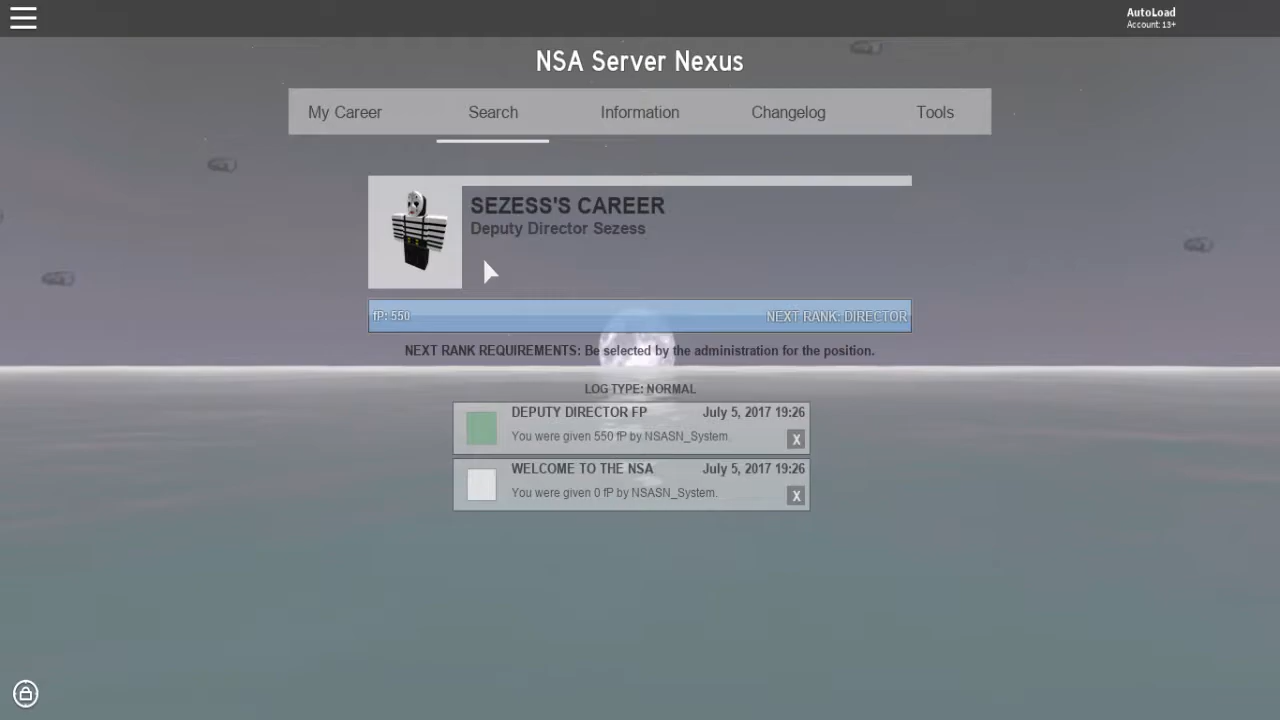 AutoLoad
Account: 13+
NSA Server Nexus
My Career Search Information Changelog Tools
SEZESS'S CAREER
Deputy Director Sezess
fP: 550 NEXT RANK: DIRECTOR
NEXT RANK REQUIREMENTS: Be selected by the administration for the position.
LOG TYPE: NORMAL
DEPUTY DIRECTOR FP July 5, 2017 19:26
You were given 550 fP by NSASN_System. X
WELCOME TO THE NSA July 5, 2017 19:26
You were given 0 fP by NSASN_System. X